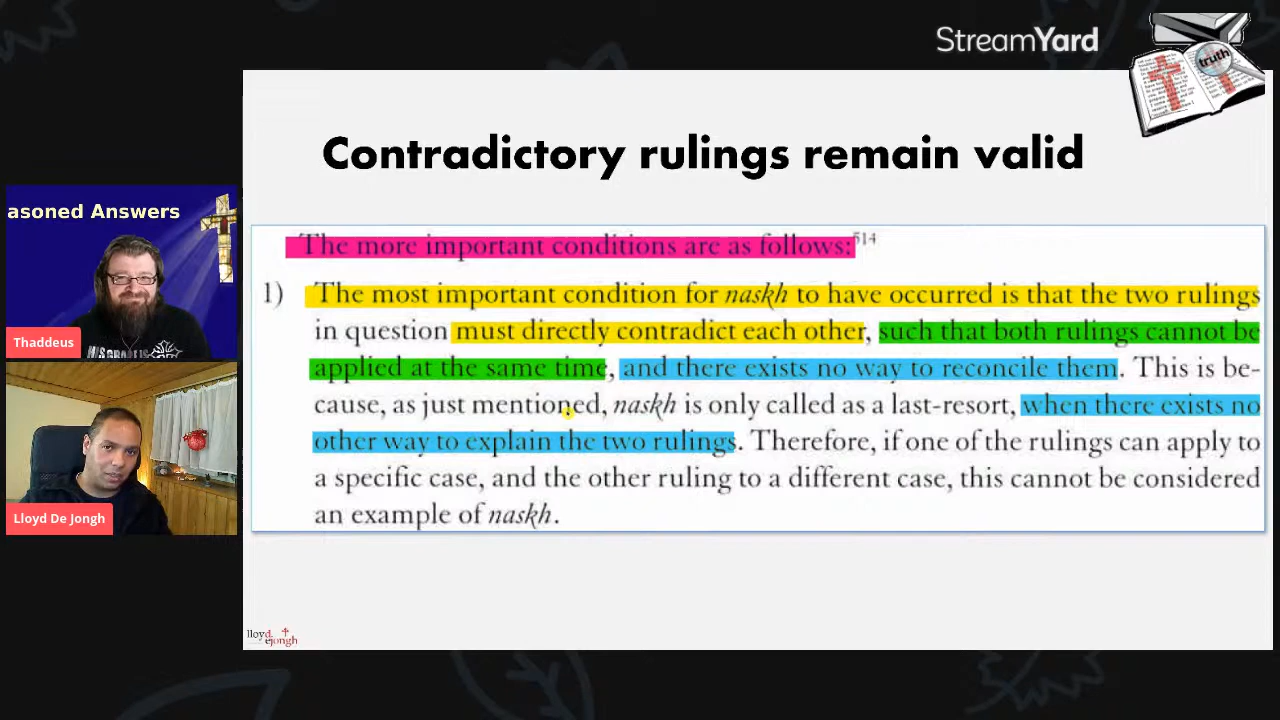 StreamYard
truth
Contradictory rulings remain valid
asoned Answers
The more important conditions are as follows:514
1) The most important condition for naskh to have occurred is that the two rulings
in question must directly contradict each other, such that both rulings cannot be
applied at the same time, and there exists no way to reconcile them. This is be-
cause, as just mentioned, naskh is only called as a last-resort, when there exists no
other way to explain the two rulings. Therefore, if one of the rulings can apply to
a specific case, and the other ruling to a different case, this cannot be considered
an example of naskh.
Thaddeus
HIS GRACE IS
Lloyd De Jongh
lloyd
ejongh